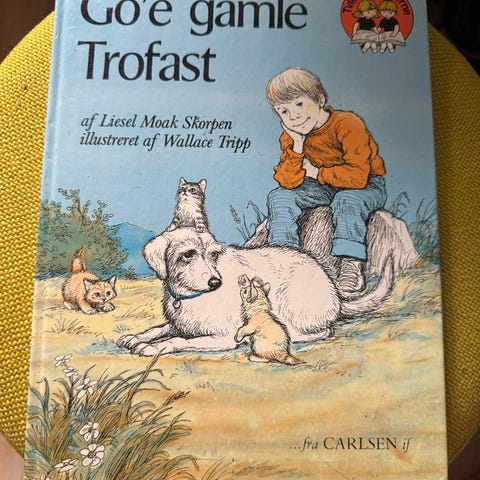 Go'e gamle
Trofast
af Liesel Moak Skorpen
illustreret af Wallace Tripp
...fra CARLSEN if